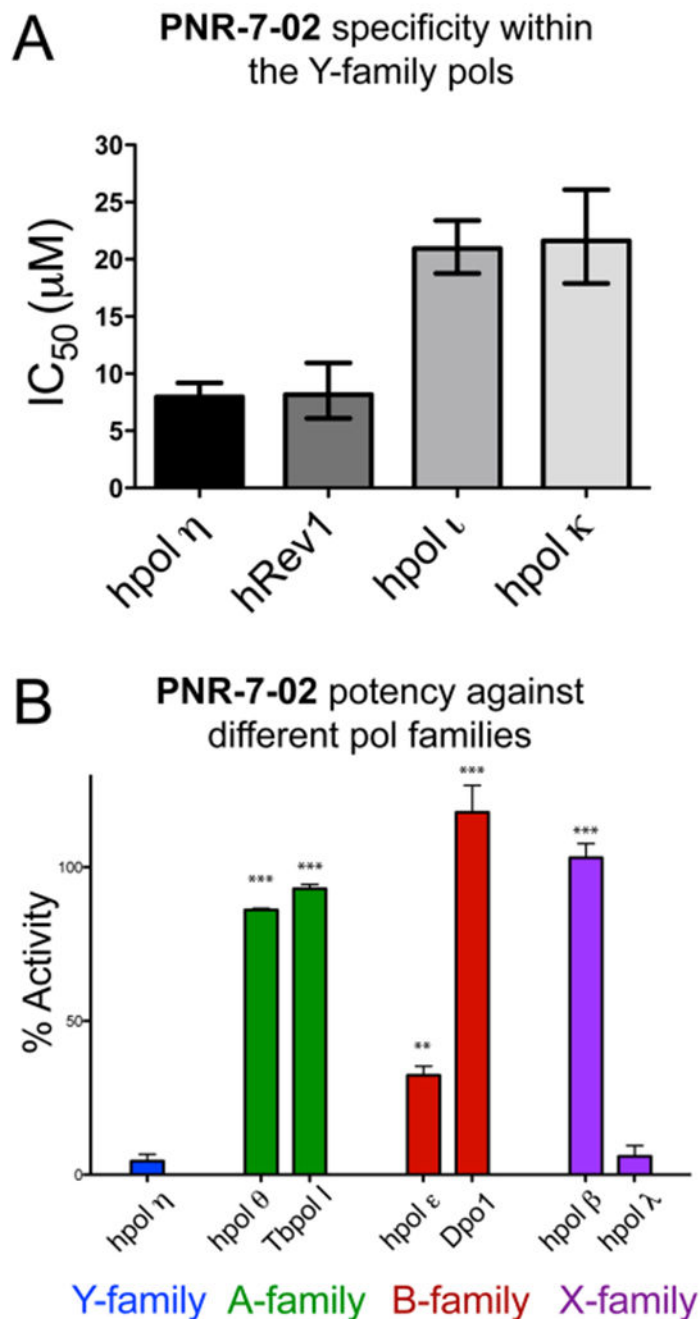 A
PNR-7-02 specificity within
the Y-family pols
30
25
20
15
10
5
0
IC50 (μM)
hpol η
hRev1
hpol ι
hpol κ
B
PNR-7-02 potency against
different pol families
100
50
0
% Activity
***
***
**
***
***
hpol η
hpol θ
Tbpol I
hpol ε
Dpo1
hpol β
hpol λ
Y-family A-family B-family X-family